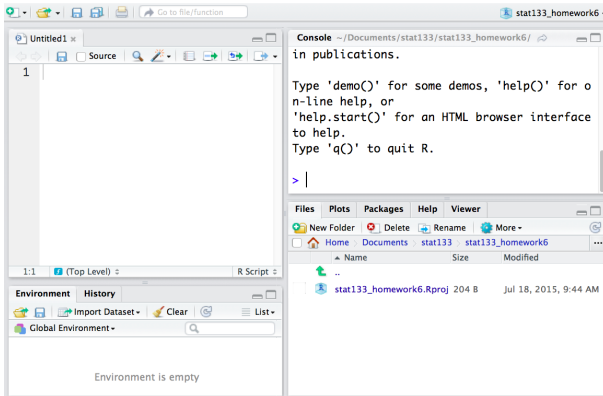 Go to file/function
stat133_homework6
Untitled1
Source
1
1:1 (Top Level) R Script
Environment History
Import Dataset Clear List
Global Environment
Environment is empty
Console ~/Documents/stat133/stat133_homework6/
in publications.
Type 'demo()' for some demos, 'help()' for o
n-line help, or
'help.start()' for an HTML browser interface
to help.
Type 'q()' to quit R.
>
Files Plots Packages Help Viewer
New Folder Delete Rename More
Home Documents stat133 stat133_homework6 ...
Name Size Modified
..
stat133_homework6.Rproj 204 B Jul 18, 2015, 9:44 AM